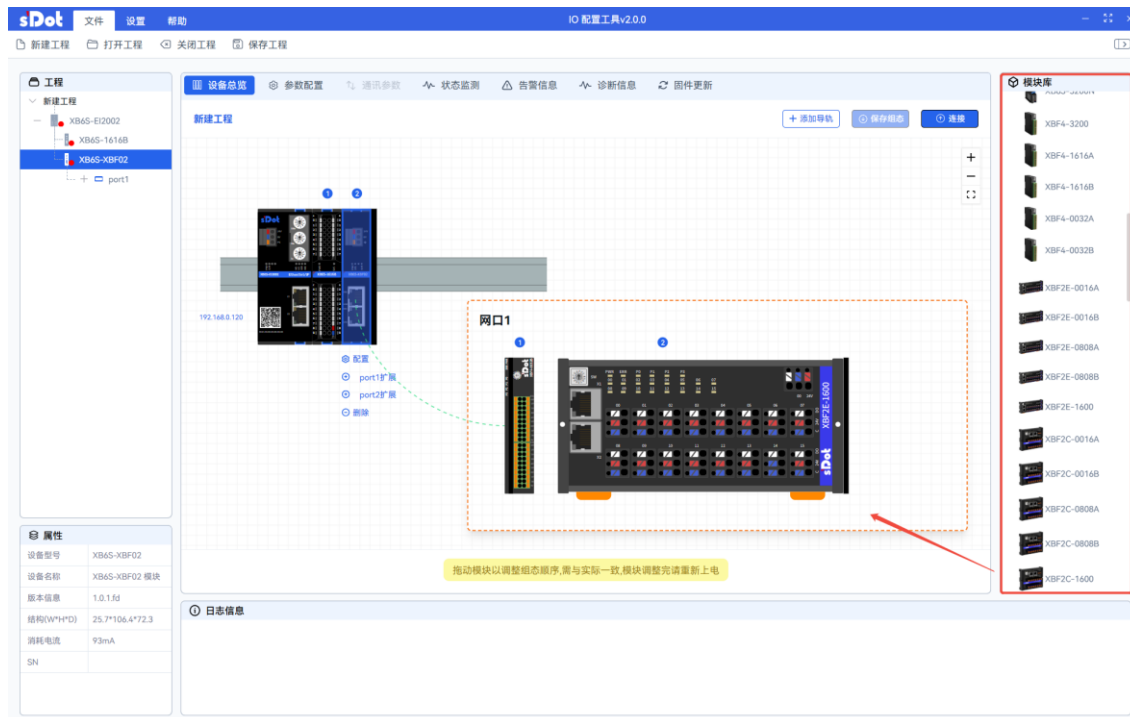 sDot 文件 设置 帮助 IO 配置工具v2.0.0
新建工程 打开工程 关闭工程 保存工程
工程
新建工程
XB6S-EI2002
XB6S-1616B
XB6S-XBF02
port1
设备总览 参数配置 通讯参数 状态监测 告警信息 诊断信息 固件更新
新建工程
添加导轨 保存组态 连接
1 2
sDot
192.168.0.120
配置
port1扩展
port2扩展
删除
网口1
1 2
sDot
XBF2E-1600
sDot
拖动模块以调整组态顺序,需与实际一致,模块调整完请重新上电
模块库
XBF4-3200
XBF4-1616A
XBF4-1616B
XBF4-0032A
XBF4-0032B
XBF2E-0016A
XBF2E-0016B
XBF2E-0808A
XBF2E-0808B
XBF2E-1600
XBF2C-0016A
XBF2C-0016B
XBF2C-0808A
XBF2C-0808B
XBF2C-1600
属性
设备型号 XB6S-XBF02
设备名称 XB6S-XBF02 模块
版本信息 1.0.1.fd
结构(W*H*D) 25.7*106.4*72.3
消耗电流 93mA
SN
日志信息